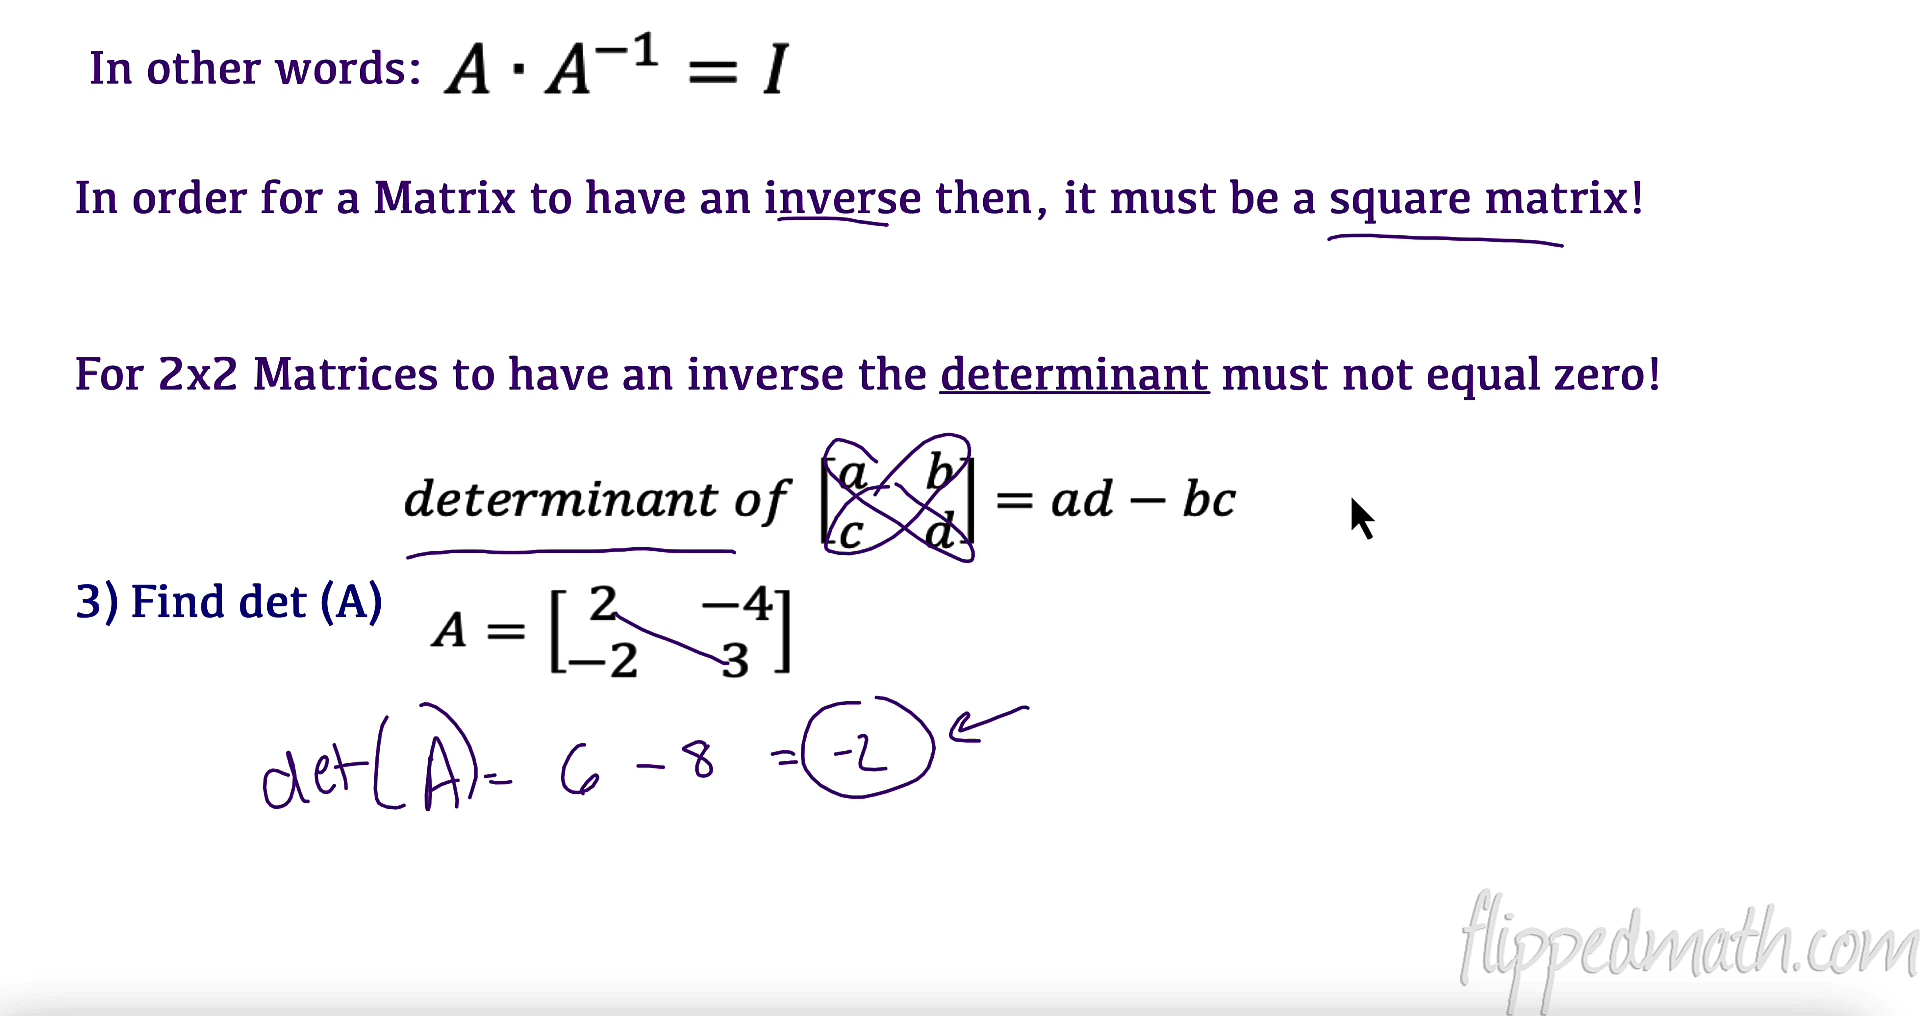 In other words: A · A⁻¹ = I
In order for a Matrix to have an inverse then, it must be a square matrix!
For 2x2 Matrices to have an inverse the determinant must not equal zero!
determinant of [a b
c d] = ad − bc
3) Find det (A) A = [2 −4
−2 3]
det(A) = 6 - 8 = -2
flippedmath.com